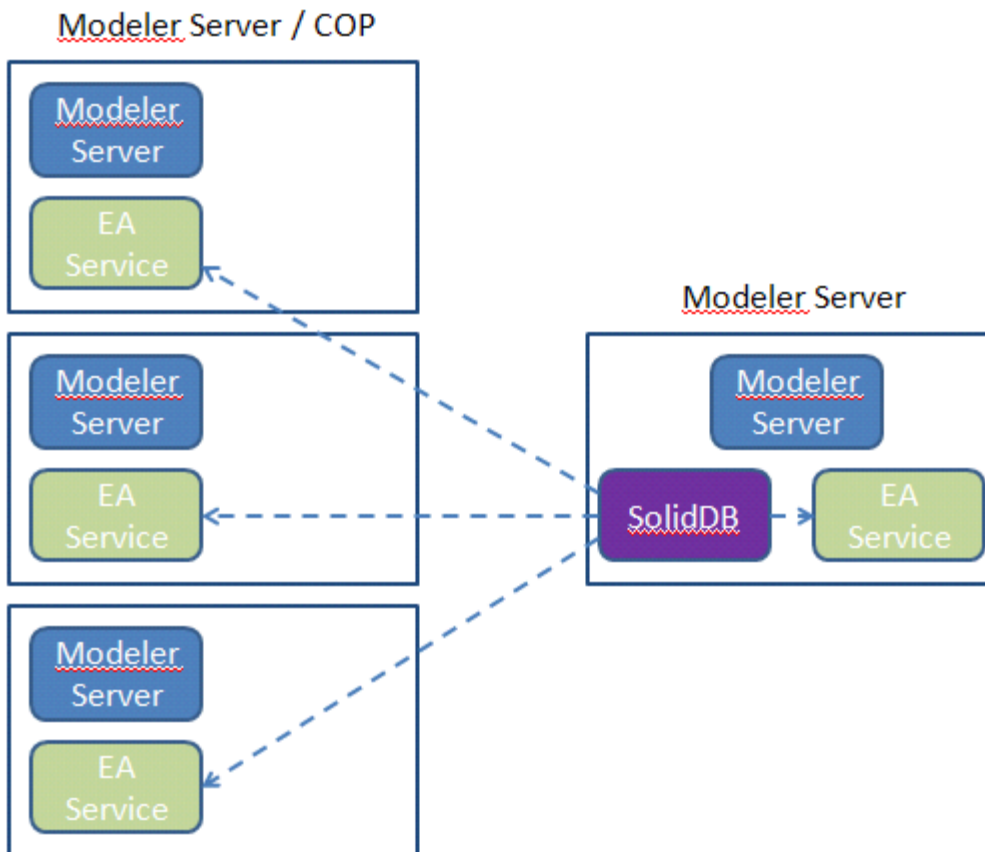 Modeler Server / COP
Modeler
Server
EA
Service
Modeler Server
Modeler
Server
EA
Service
Modeler
Server
SolidDB
EA
Service
Modeler
Server
EA
Service